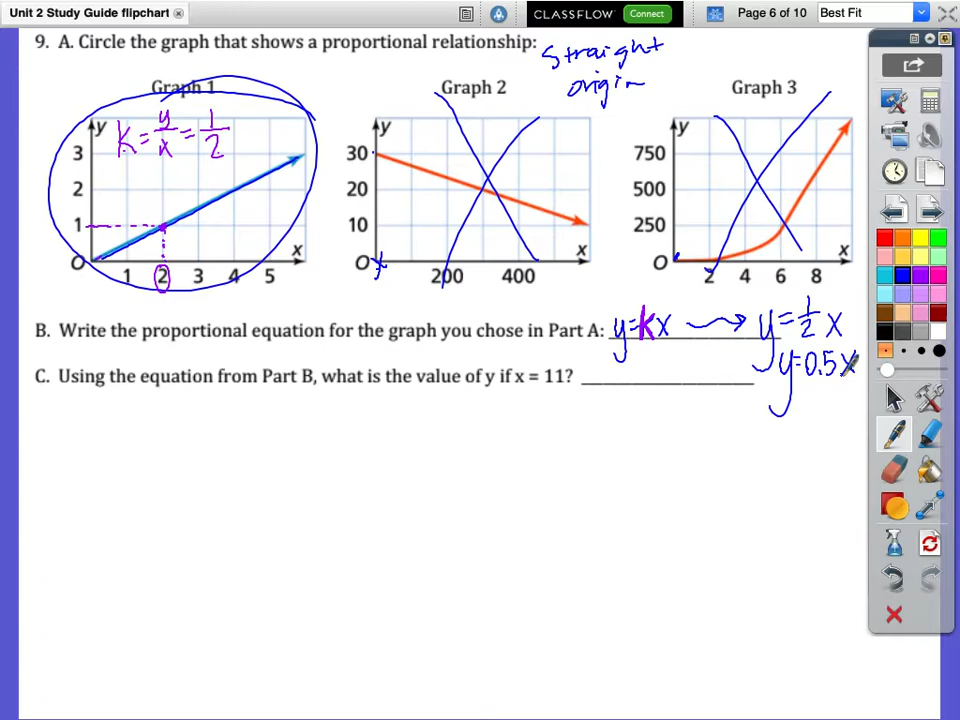 Unit 2 Study Guide flipchart
CLASSFLOW Connect
Page 6 of 10
Best Fit
9. A. Circle the graph that shows a proportional relationship:
straight
origin
Graph 1
Graph 2
Graph 3
K = y/x = 1/2
y
3
2
1
O
1 2 3 4 5
x
y
30
20
10
O
200 400
x
y
750
500
250
O
2 4 6 8
x
B. Write the proportional equation for the graph you chose in Part A: y=kx → y=1/2 x
y=0.5x
C. Using the equation from Part B, what is the value of y if x = 11? ___________________